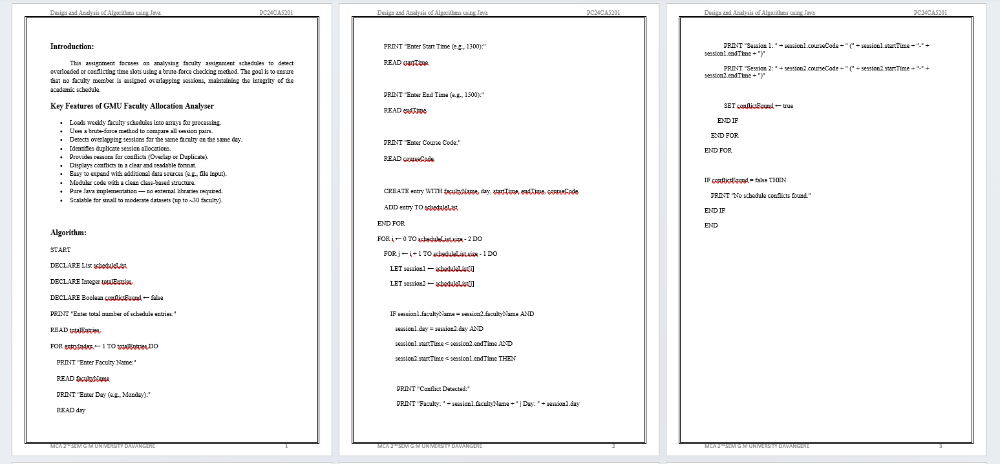 Design and Analysis of Algorithms using Java PC24CA5201
Introduction:
This assignment focuses on analysing faculty assignment schedules to detect
overloaded or conflicting time slots using a brute-force checking method. The goal is to ensure
that no faculty member is assigned overlapping sessions, maintaining the integrity of the
academic schedule.
Key Features of GMU Faculty Allocation Analyser
• Loads weekly faculty schedules into arrays for processing.
• Uses a brute-force method to compare all session pairs.
• Detects overlapping sessions for the same faculty on the same day.
• Identifies duplicate session allocations.
• Provides reasons for conflicts (Overlap or Duplicate).
• Displays conflicts in a clear and readable format.
• Easy to expand with additional data sources (e.g., file input).
• Modular code with a clean class-based structure.
• Pure Java implementation — no external libraries required.
• Scalable for small to moderate datasets (up to ~30 faculty).
Algorithm:
START
DECLARE List scheduleList
DECLARE Integer totalEntries
DECLARE Boolean conflictFound ← false
PRINT "Enter total number of schedule entries:"
READ totalEntries
FOR entryIndex ← 1 TO totalEntries DO
PRINT "Enter Faculty Name:"
READ facultyName
PRINT "Enter Day (e.g., Monday):"
READ day
MCA 2nd SEM G M UNIVERSITY DAVANGERE 1
Design and Analysis of Algorithms using Java PC24CA5201
PRINT "Enter Start Time (e.g., 1300):"
READ startTime
PRINT "Enter End Time (e.g., 1500):"
READ endTime
PRINT "Enter Course Code:"
READ courseCode
CREATE entry WITH facultyName, day, startTime, endTime, courseCode
ADD entry TO scheduleList
END FOR
FOR i ← 0 TO scheduleList.size - 2 DO
FOR j ← i + 1 TO scheduleList.size - 1 DO
LET session1 ← scheduleList[i]
LET session2 ← scheduleList[j]
IF session1.facultyName = session2.facultyName AND
session1.day = session2.day AND
session1.startTime < session2.endTime AND
session2.startTime < session1.endTime THEN
PRINT "Conflict Detected:"
PRINT "Faculty: " + session1.facultyName + " | Day: " + session1.day
MCA 2nd SEM G M UNIVERSITY DAVANGERE 2
Design and Analysis of Algorithms using Java PC24CA5201
PRINT "Session 1: " + session1.courseCode + " (" + session1.startTime + "-" +
session1.endTime + ")"
PRINT "Session 2: " + session2.courseCode + " (" + session2.startTime + "-" +
session2.endTime + ")"
SET conflictFound ← true
END IF
END FOR
END FOR
IF conflictFound = false THEN
PRINT "No schedule conflicts found."
END IF
END
MCA 2nd SEM G M UNIVERSITY DAVANGERE 3